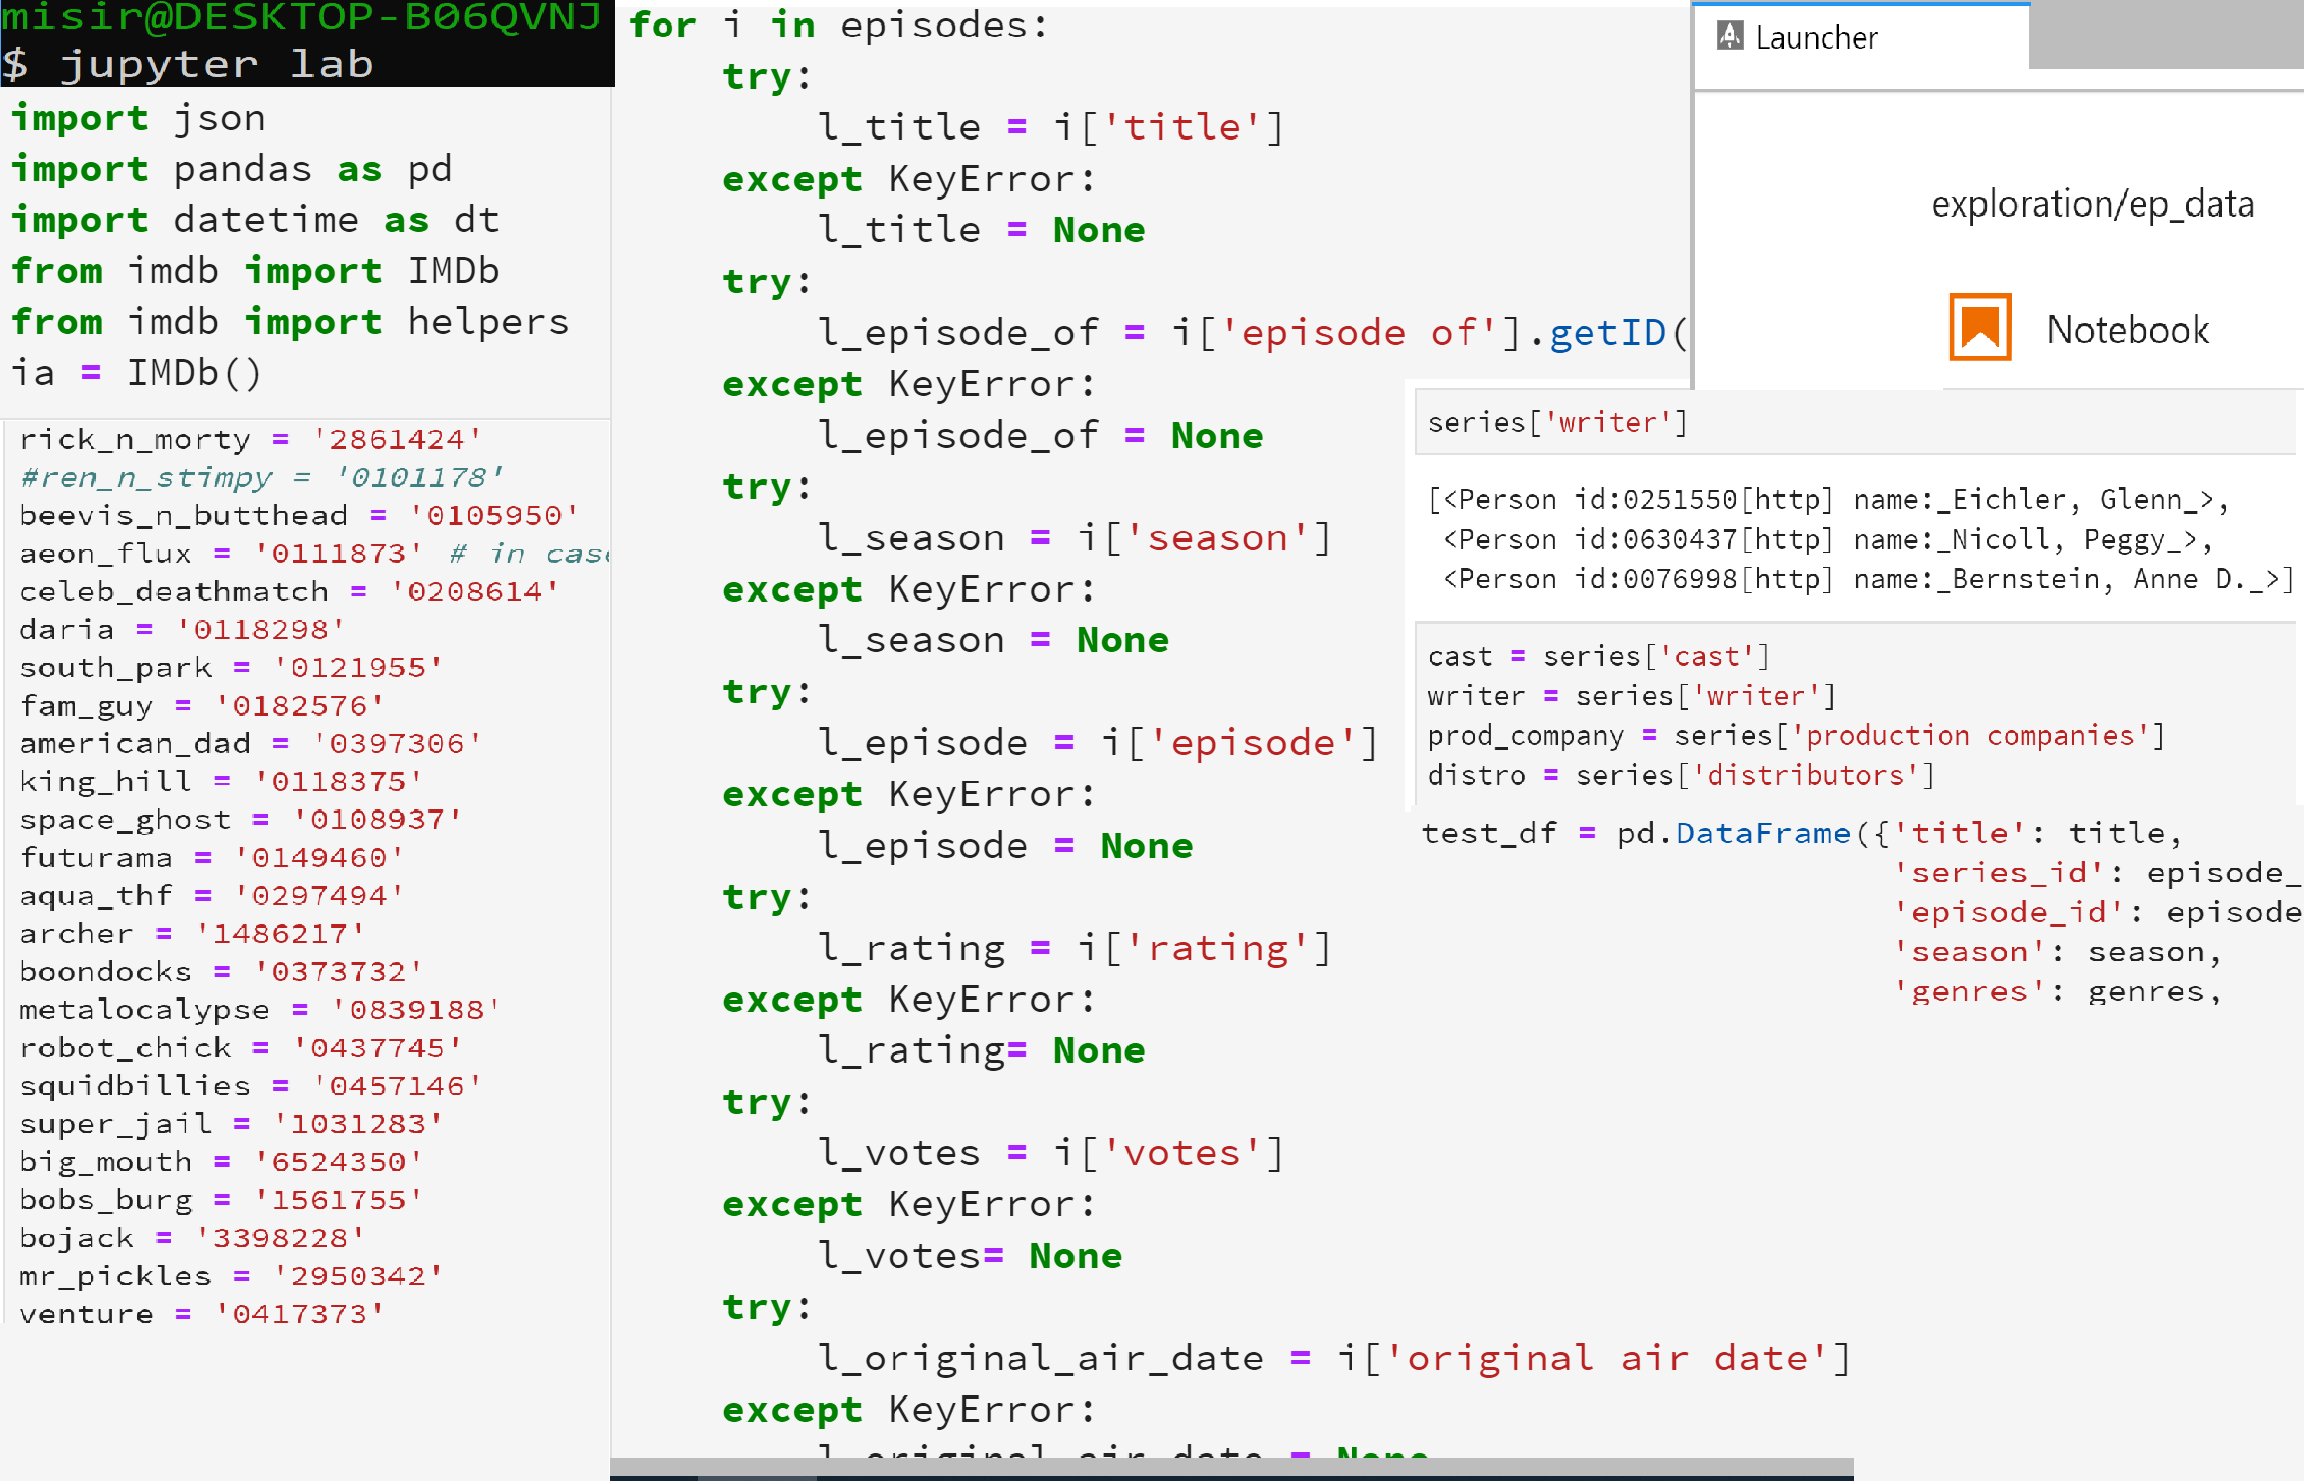 misir@DESKTOP-B06QVNJ
$ jupyter lab
import json
import pandas as pd
import datetime as dt
from imdb import IMDb
from imdb import helpers
ia = IMDb()
rick_n_morty = '2861424'
#ren_n_stimpy = '0101178'
beevis_n_butthead = '0105950'
aeon_flux = '0111873' # in case
celeb_deathmatch = '0208614'
daria = '0118298'
south_park = '0121955'
fam_guy = '0182576'
american_dad = '0397306'
king_hill = '0118375'
space_ghost = '0108937'
futurama = '0149460'
aqua_thf = '0297494'
archer = '1486217'
boondocks = '0373732'
metalocalypse = '0839188'
robot_chick = '0437745'
squidbillies = '0457146'
super_jail = '1031283'
big_mouth = '6524350'
bobs_burg = '1561755'
bojack = '3398228'
mr_pickles = '2950342'
venture = '0417373'
for i in episodes:
    try:
        l_title = i['title']
    except KeyError:
        l_title = None
    try:
        l_episode_of = i['episode of'].getID(
    except KeyError:
        l_episode_of = None
    try:
        l_season = i['season']
    except KeyError:
        l_season = None
    try:
        l_episode = i['episode']
    except KeyError:
        l_episode = None
    try:
        l_rating = i['rating']
    except KeyError:
        l_rating= None
    try:
        l_votes = i['votes']
    except KeyError:
        l_votes= None
    try:
        l_original_air_date = i['original air date']
    except KeyError:
        l_original_air_date = None
Launcher
exploration/ep_data
Notebook
series['writer']
[<Person id:0251550[http] name:_Eichler, Glenn_>,
 <Person id:0630437[http] name:_Nicoll, Peggy_>,
 <Person id:0076998[http] name:_Bernstein, Anne D._>]
cast = series['cast']
writer = series['writer']
prod_company = series['production companies']
distro = series['distributors']
test_df = pd.DataFrame({'title': title,
'series_id': episode_
'episode_id': episode
'season': season,
'genres': genres,